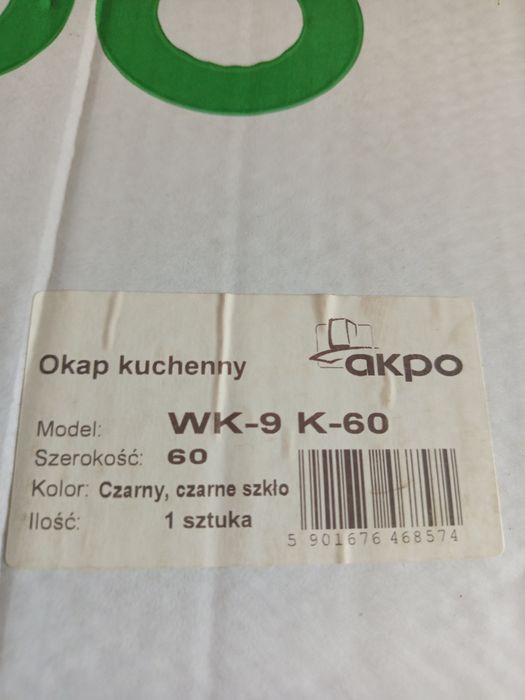 Okap kuchenny
akpo
Model: WK-9 K-60
Szerokość: 60
Kolor: Czarny, czarne szkło
Ilość: 1 sztuka
5 901676 468574